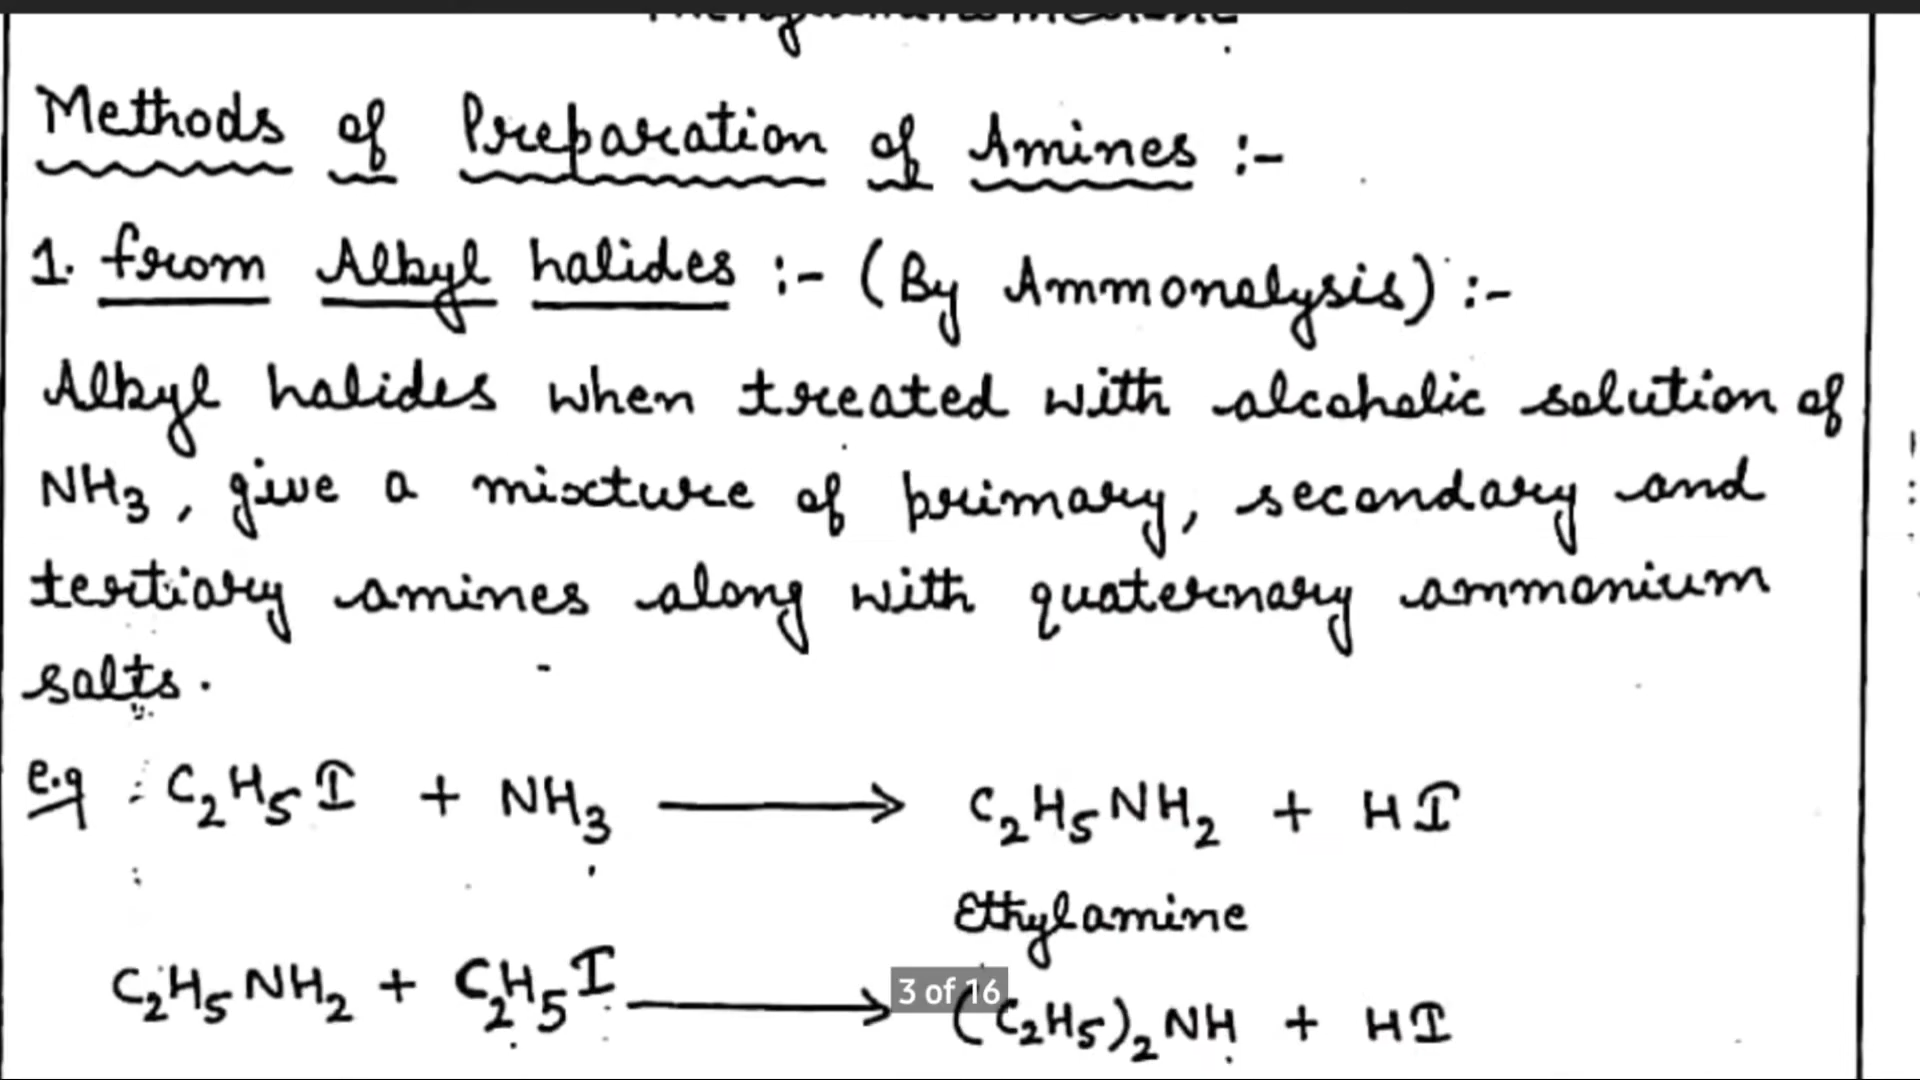 Methods of Preparation of Amines :-
1. from Alkyl halides :- (By Ammonolysis) :-
Alkyl halides when treated with alcoholic solution of
NH3, give a mixture of primary, secondary and
tertiary amines along with quaternary ammonium
salts.
e.g C2H5I + NH3 ⟶ C2H5NH2 + HI
Ethylamine
C2H5NH2 + C2H5I ⟶ (C2H5)2NH + HI
3 of 16